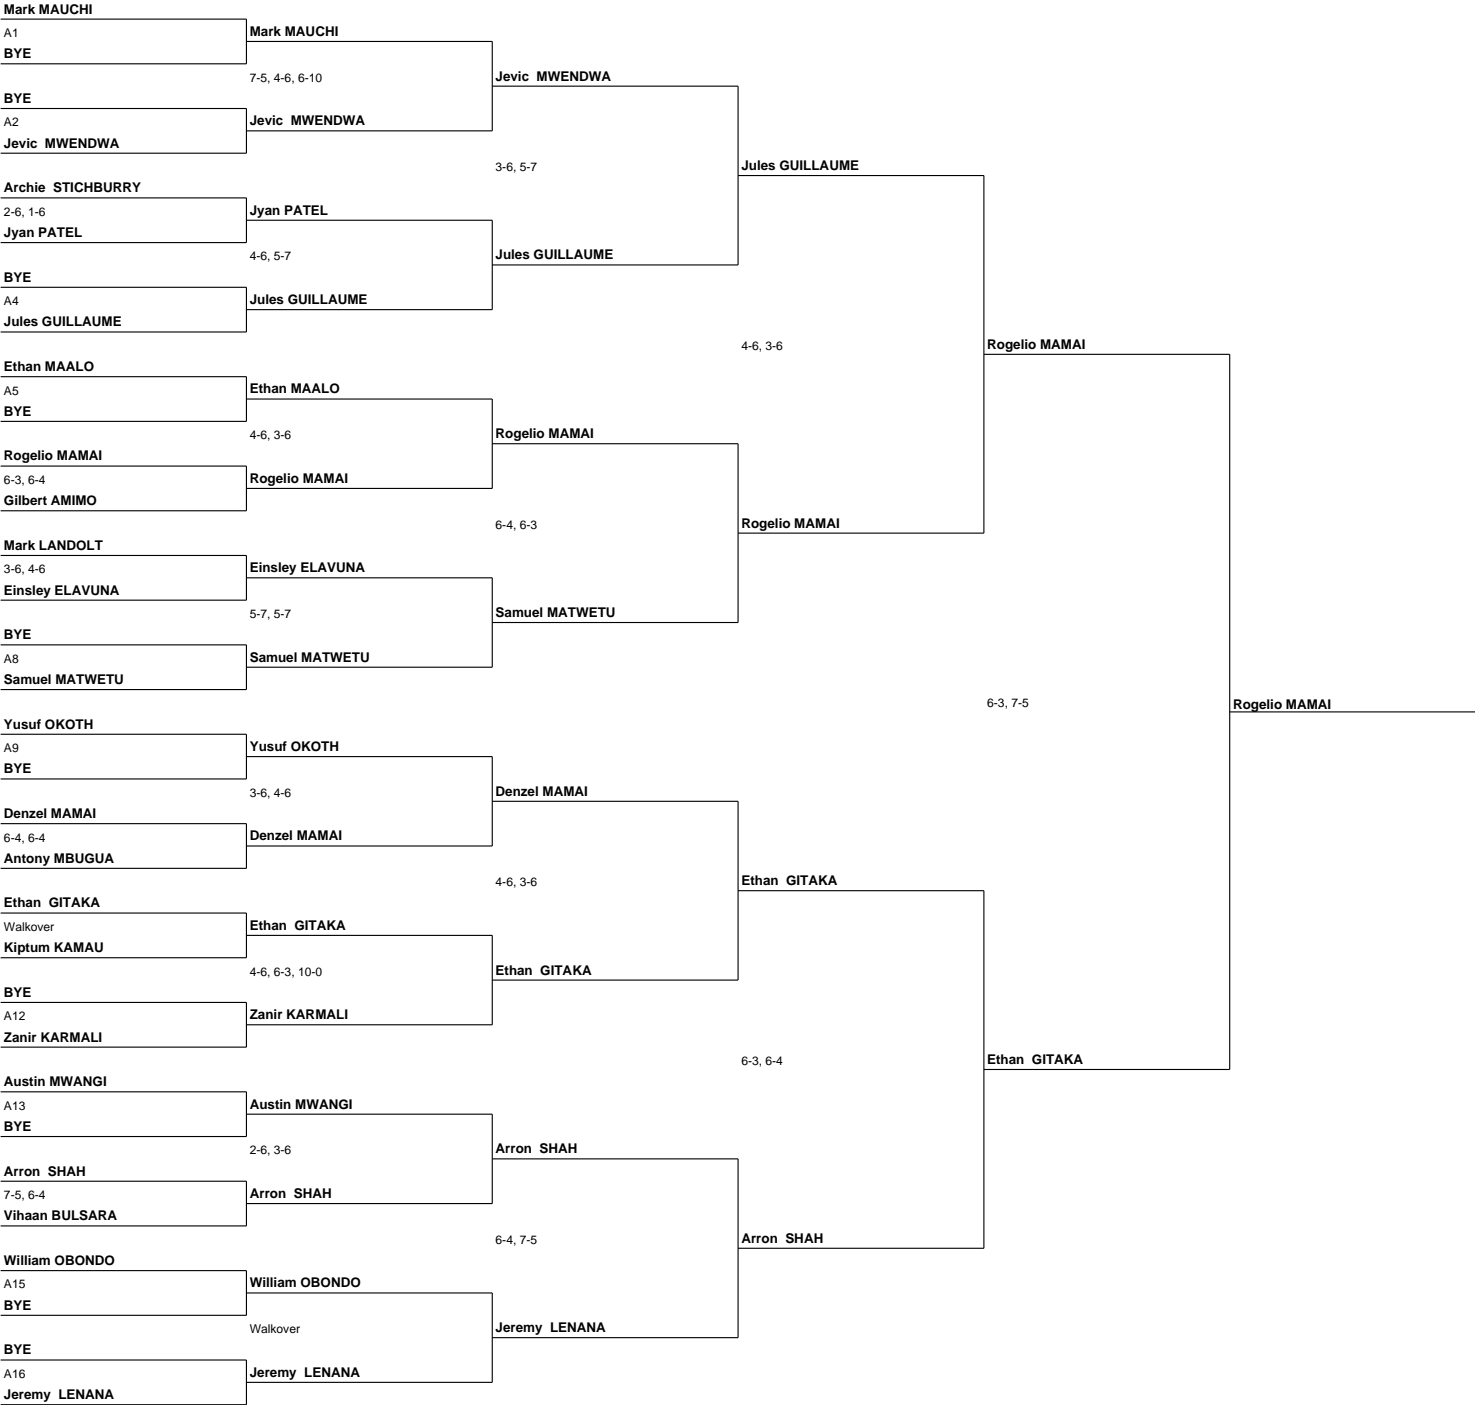 Mark MAUCHI
A1
BYE
BYE
A2
Jevic MWENDWA
Archie STICHBURRY
2-6, 1-6
Jyan PATEL
BYE
A4
Jules GUILLAUME
Ethan MAALO
A5
BYE
Rogelio MAMAI
6-3, 6-4
Gilbert AMIMO
Mark LANDOLT
3-6, 4-6
Einsley ELAVUNA
BYE
A8
Samuel MATWETU
Yusuf OKOTH
A9
BYE
Denzel MAMAI
6-4, 6-4
Antony MBUGUA
Ethan GITAKA
Walkover
Kiptum KAMAU
BYE
A12
Zanir KARMALI
Austin MWANGI
A13
BYE
Arron SHAH
7-5, 6-4
Vihaan BULSARA
William OBONDO
A15
BYE
BYE
A16
Jeremy LENANA
Mark MAUCHI
7-5, 4-6, 6-10
Jevic MWENDWA
Jyan PATEL
4-6, 5-7
Jules GUILLAUME
Ethan MAALO
4-6, 3-6
Rogelio MAMAI
Einsley ELAVUNA
5-7, 5-7
Samuel MATWETU
Yusuf OKOTH
3-6, 4-6
Denzel MAMAI
Ethan GITAKA
4-6, 6-3, 10-0
Zanir KARMALI
Austin MWANGI
2-6, 3-6
Arron SHAH
William OBONDO
Walkover
Jeremy LENANA
Jevic MWENDWA
3-6, 5-7
Jules GUILLAUME
Rogelio MAMAI
6-4, 6-3
Samuel MATWETU
Denzel MAMAI
4-6, 3-6
Ethan GITAKA
Arron SHAH
6-4, 7-5
Jeremy LENANA
Jules GUILLAUME
4-6, 3-6
Rogelio MAMAI
Ethan GITAKA
6-3, 6-4
Arron SHAH
Rogelio MAMAI
6-3, 7-5
Ethan GITAKA
Rogelio MAMAI